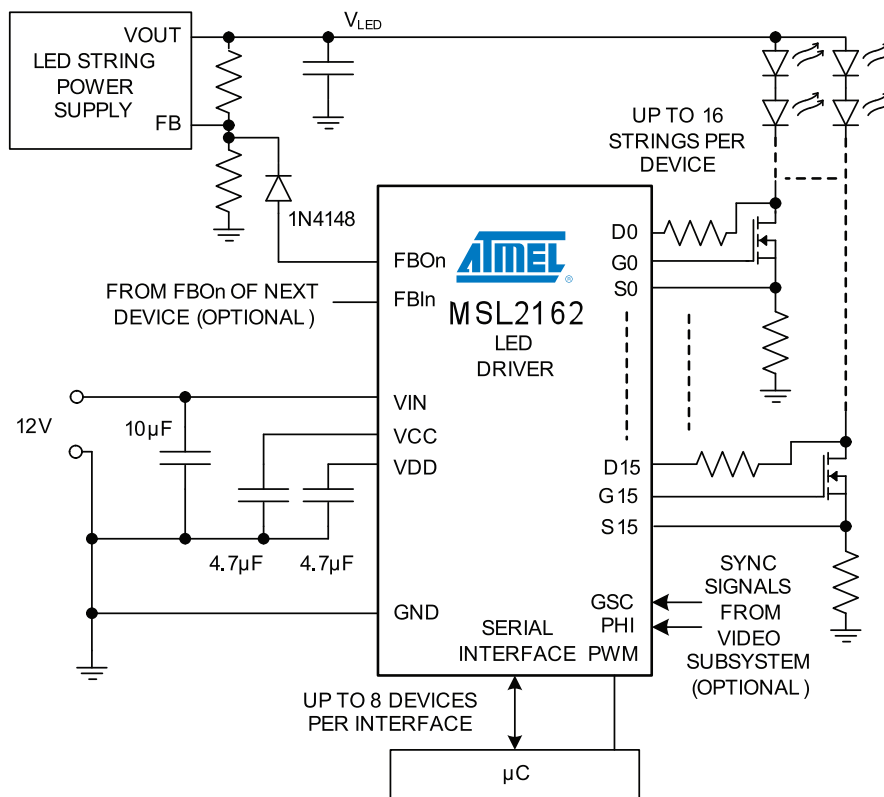 VOUT
LED STRING
POWER
SUPPLY
FB
VLED
UP TO 16
STRINGS PER
DEVICE
1N4148
FROM FBOn OF NEXT
DEVICE (OPTIONAL)
FBOn
FBIn
ATMEL
®
MSL2162
LED
DRIVER
D0
G0
S0
12V
10µF
VIN
VCC
VDD
4.7µF
4.7µF
GND
D15
G15
S15
GSC
PHI
PWM
SERIAL
INTERFACE
SYNC
SIGNALS
FROM
VIDEO
SUBSYSTEM
(OPTIONAL)
UP TO 8 DEVICES
PER INTERFACE
µC